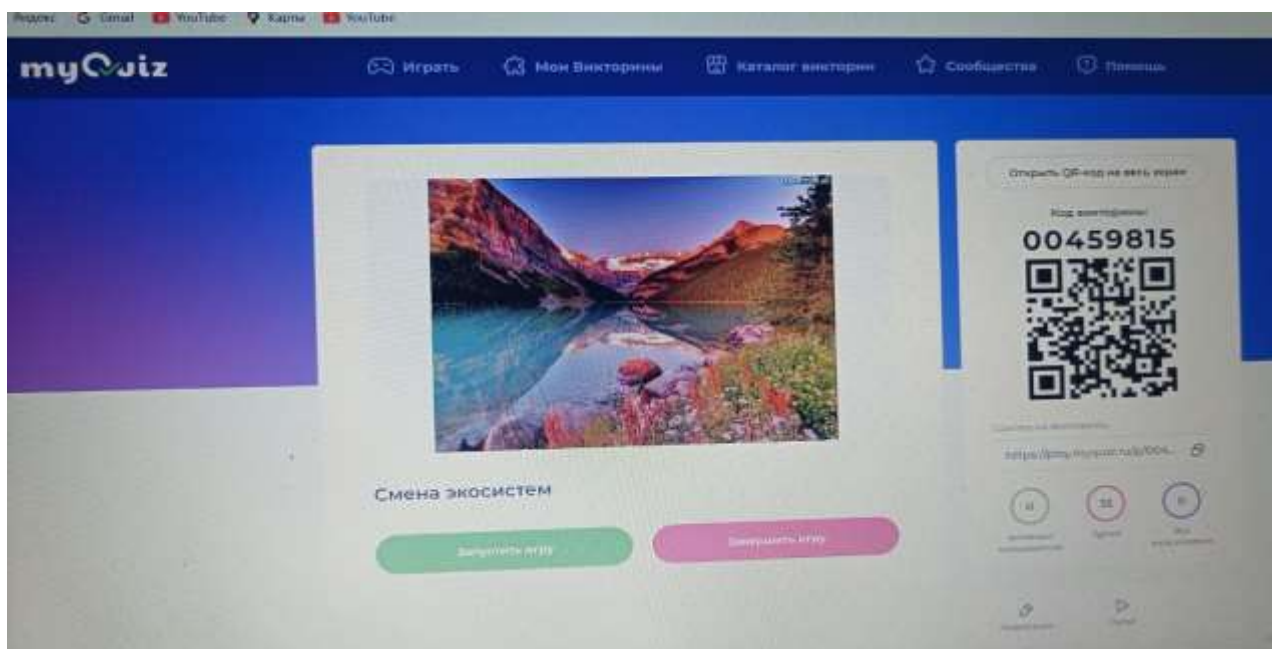 Яндекс Gmail YouTube Карты YouTube
myQuiz Играть Мои Викторины Каталог викторин Сообщество Помощь
Открыть QR-код на весь экран
Код викторины:
00459815
Смена экосистем
Запустить игру Завершить игру